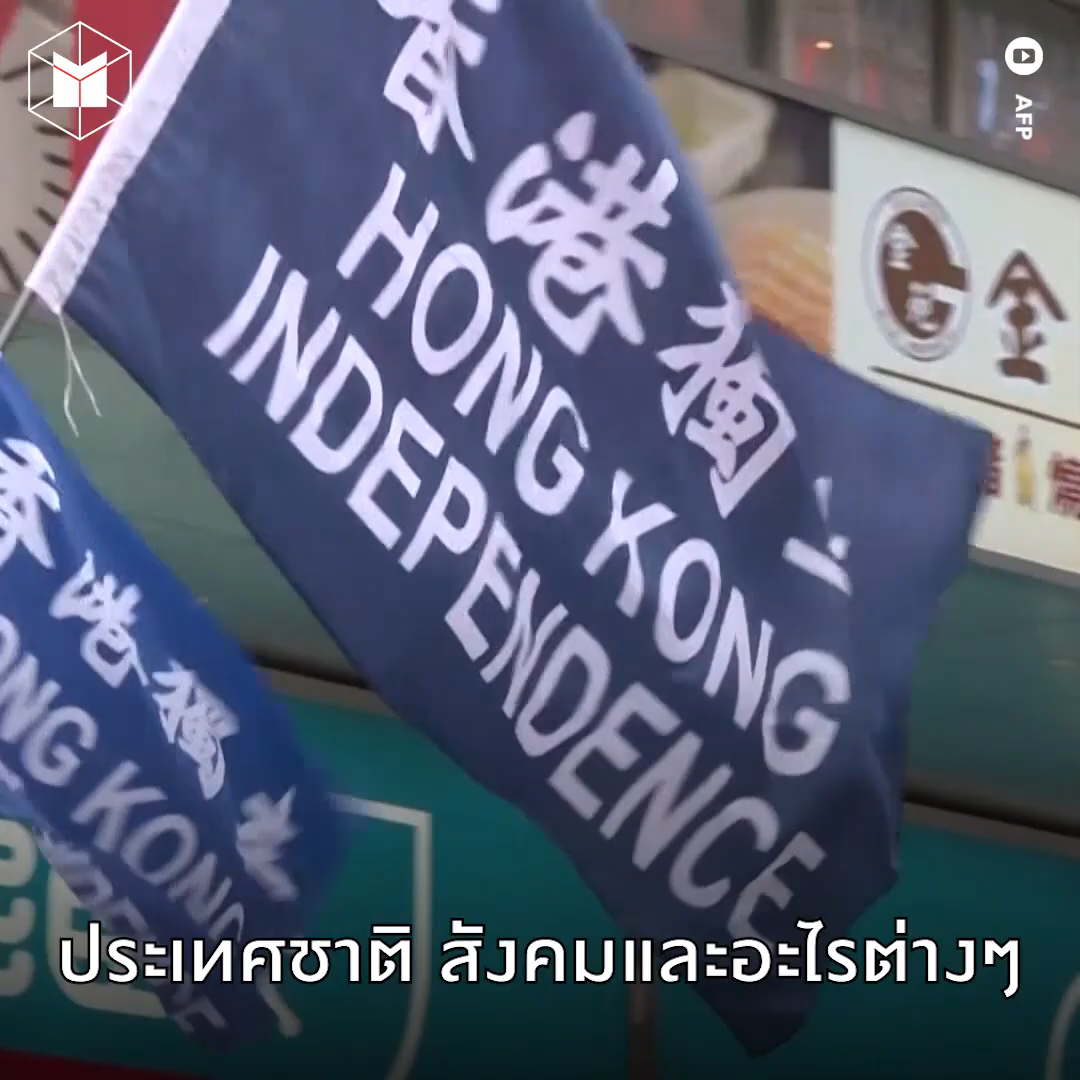 AFP
香港獨立
HONG KONG
INDEPENDENCE
金
香港獨立
ONG KONG
ประเทศชาติ สังคมและอะไรต่างๆ